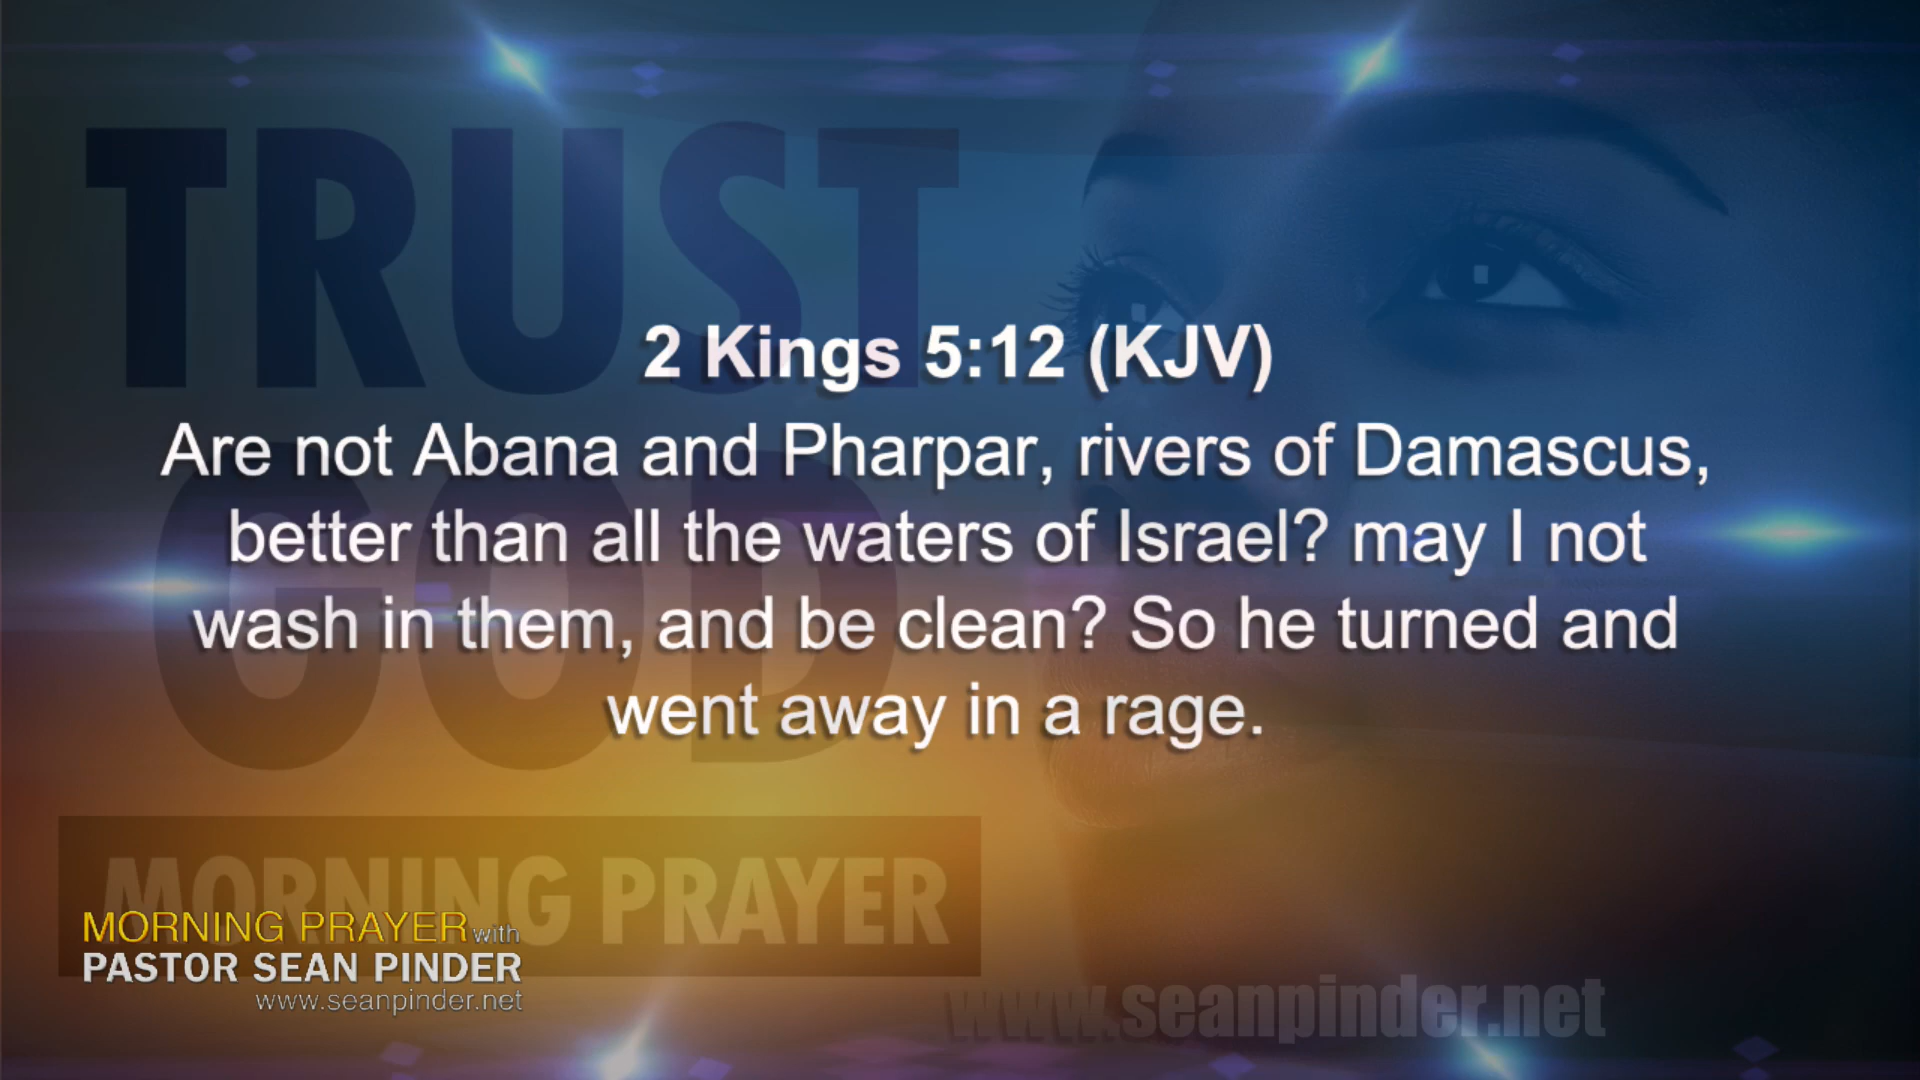 TRUST
GOD
2 Kings 5:12 (KJV)
Are not Abana and Pharpar, rivers of Damascus,
better than all the waters of Israel? may I not
wash in them, and be clean? So he turned and
went away in a rage.
MORNING PRAYER
MORNING PRAYER with
PASTOR SEAN PINDER
www.seanpinder.net
www.seanpinder.net